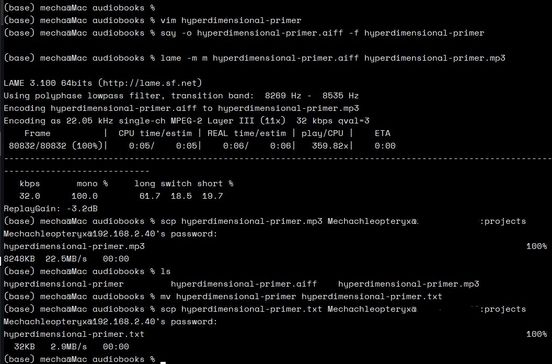 (base) mecha@Mac audiobooks %
(base) mecha@Mac audiobooks % vim hyperdimensional-primer
(base) mecha@Mac audiobooks % say -o hyperdimensional-primer.aiff -f hyperdimensional-primer
(base) mecha@Mac audiobooks % lame -m m hyperdimensional-primer.aiff hyperdimensional-primer.mp3
LAME 3.100 64bits (http://lame.sf.net)
Using polyphase lowpass filter, transition band: 8269 Hz - 8535 Hz
Encoding hyperdimensional-primer.aiff to hyperdimensional-primer.mp3
Encoding as 22.05 kHz single-ch MPEG-2 Layer III (11x) 32 kbps qval=3
Frame | CPU time/estim | REAL time/estim | play/CPU | ETA
80832/80832 (100%)| 0:05/ 0:05| 0:06/ 0:06| 359.82x| 0:00
--------------------------------------------------------------------------------
---------------------------
kbps mono % long switch short %
32.0 100.0 61.7 18.5 19.7
ReplayGain: -3.2dB
(base) mecha@Mac audiobooks % scp hyperdimensional-primer.mp3 Mechachleopteryx@ :projects
Mechachleopteryx@192.168.2.40's password:
hyperdimensional-primer.mp3 100%
8248KB 22.5MB/s 00:00
(base) mecha@Mac audiobooks % ls
hyperdimensional-primer hyperdimensional-primer.aiff hyperdimensional-primer.mp3
(base) mecha@Mac audiobooks % mv hyperdimensional-primer hyperdimensional-primer.txt
(base) mecha@Mac audiobooks % scp hyperdimensional-primer.txt Mechachleopteryx@ :projects
Mechachleopteryx@192.168.2.40's password:
hyperdimensional-primer.txt 100%
32KB 2.9MB/s 00:00
(base) mecha@Mac audiobooks %